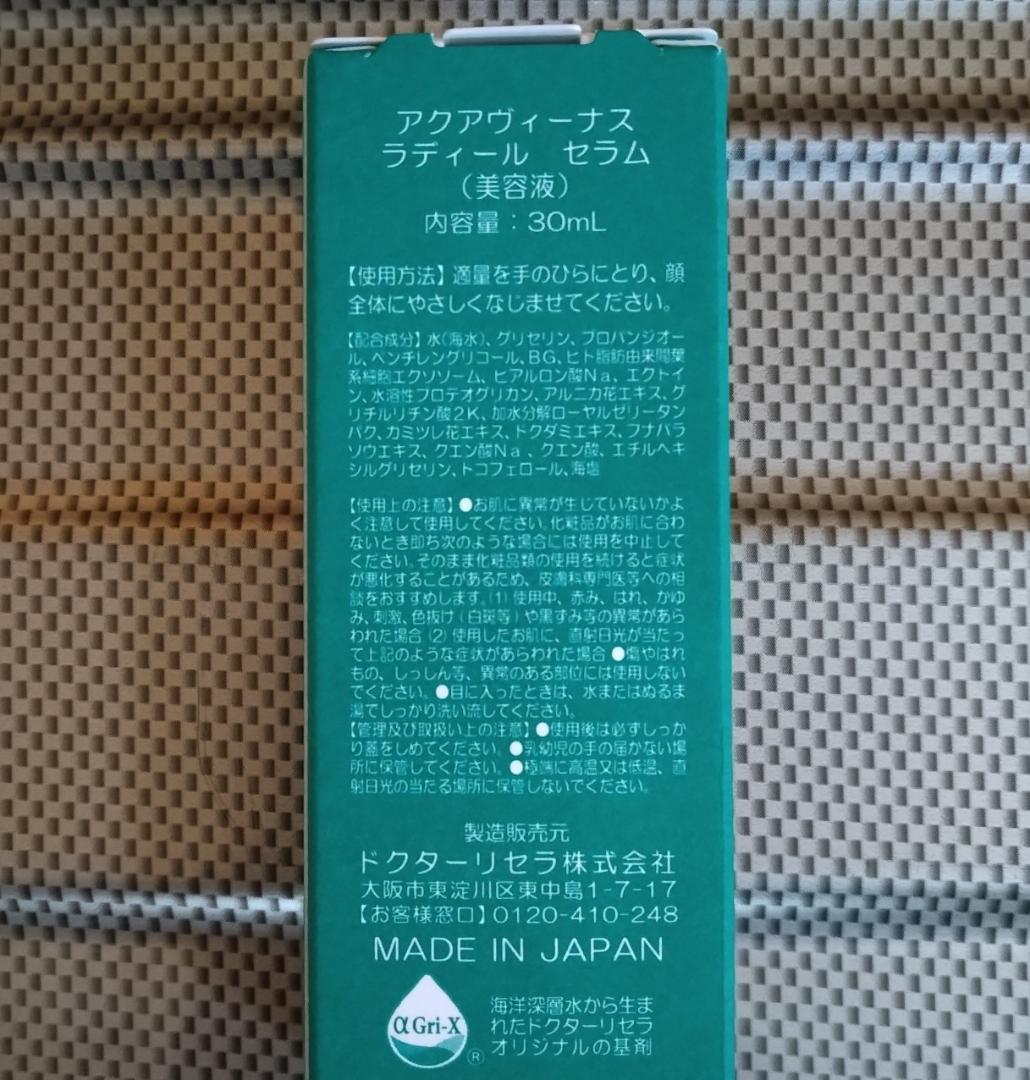 アクアヴィーナス
ラディール　セラム
（美容液）
内容量：30mL
【使用方法】適量を手のひらにとり、顔
全体にやさしくなじませてください。
【配合成分】水（海水）、グリセリン、プロパンジオー
ル、ペンチレングリコール、BG、ヒト脂肪由来間葉
系細胞エクソソーム、ヒアルロン酸Na、エクトイ
ン、水溶性プロテオグリカン、アルニカ花エキス、グ
リチルリチン酸2K、加水分解ローヤルゼリータン
パク、カミツレ花エキス、ドクダミエキス、フナバラ
ソウエキス、クエン酸Na、クエン酸、エチルヘキ
シルグリセリン、トコフェロール、海塩
【使用上の注意】●お肌に異常が生じていないかよ
く注意して使用してください。化粧品がお肌に合わ
ないとき即ち次のような場合には使用を中止して
ください。そのまま化粧品類の使用を続けると症状
が悪化することがあるため、皮膚科専門医等への相
談をおすすめします。(1) 使用中、赤み、はれ、かゆ
み、刺激、色抜け（白斑等）や黒ずみ等の異常があら
われた場合 (2) 使用したお肌に、直射日光が当たっ
て上記のような症状があらわれた場合 ●傷やはれ
もの、しっしん等、異常のある部位には使用しない
でください。●目に入ったときは、水またはぬるま
湯でしっかり洗い流してください。
【管理及び取扱い上の注意】●使用後は必ずしっか
り蓋をしめてください。●乳幼児の手の届かない場
所に保管してください。●極端に高温又は低温、直
射日光の当たる場所に保管しないでください。
製造販売元
ドクターリセラ株式会社
大阪市東淀川区東中島1-7-17
【お客様窓口】0120-410-248
MADE IN JAPAN
αGri-X
®
海洋深層水から生ま
れたドクターリセラ
オリジナルの基剤